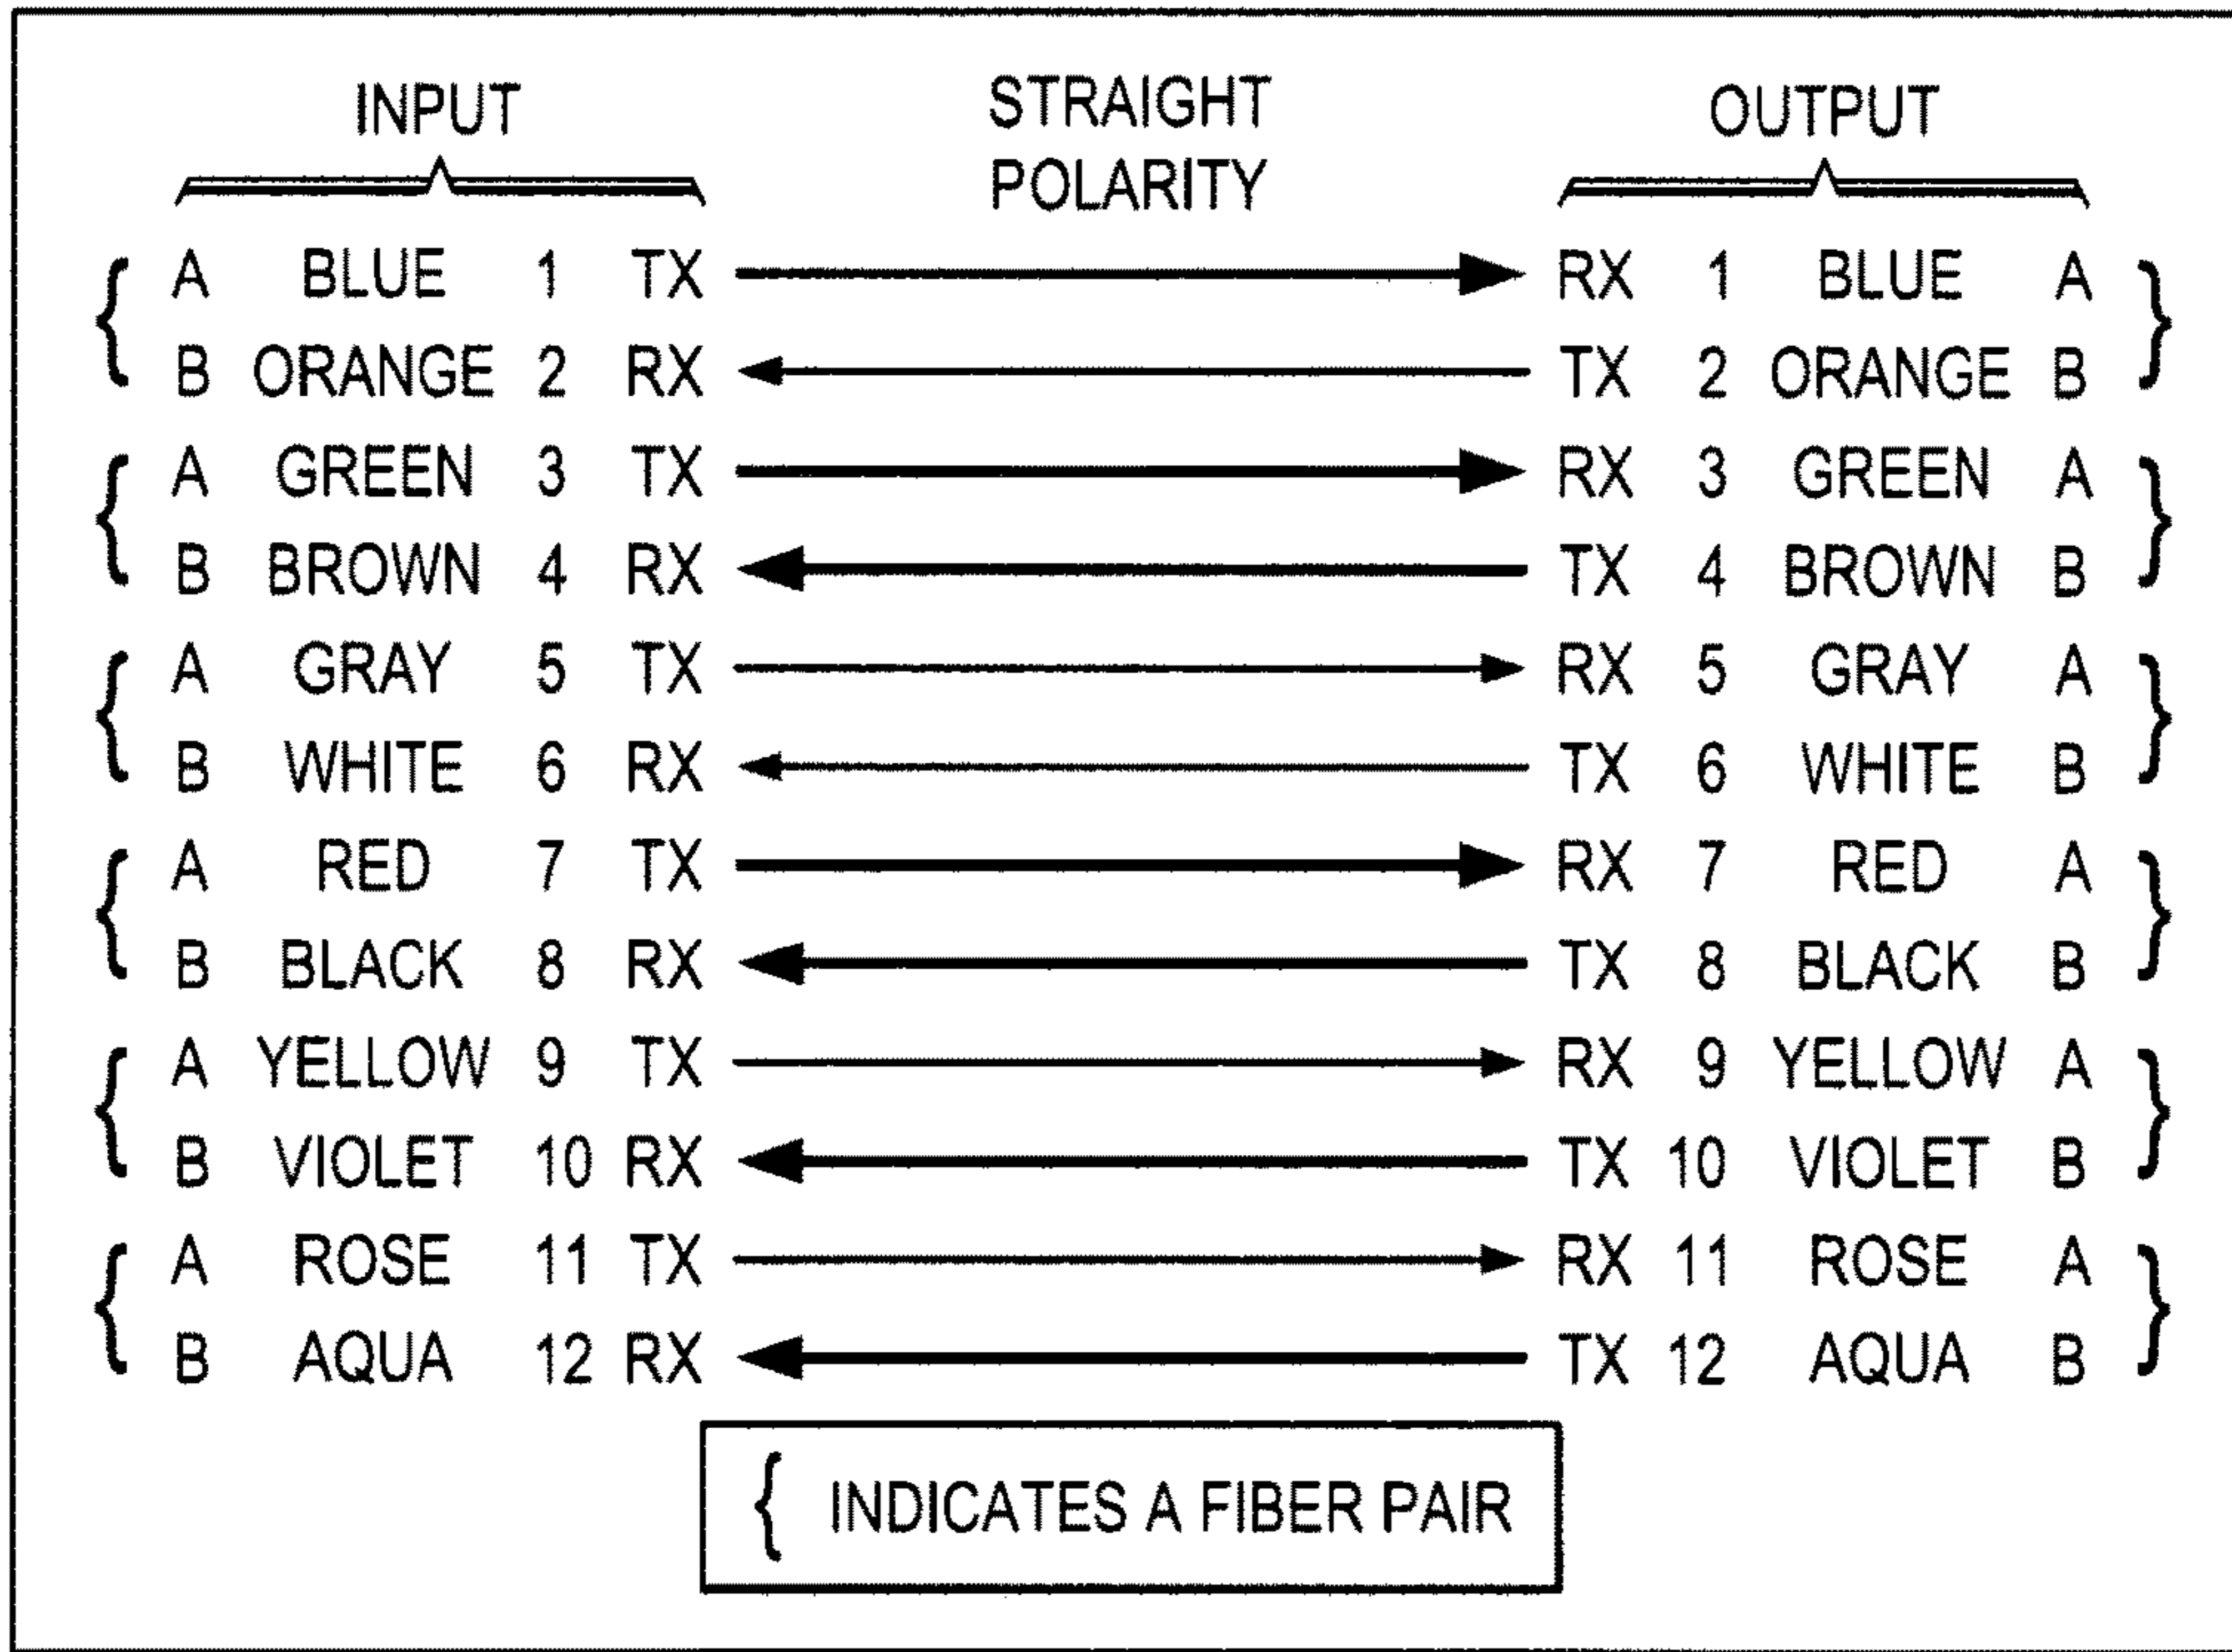 INPUT STRAIGHT POLARITY OUTPUT
A BLUE 1 TX RX 1 BLUE A
B ORANGE 2 RX TX 2 ORANGE B
A GREEN 3 TX RX 3 GREEN A
B BROWN 4 RX TX 4 BROWN B
A GRAY 5 TX RX 5 GRAY A
B WHITE 6 RX TX 6 WHITE B
A RED 7 TX RX 7 RED A
B BLACK 8 RX TX 8 BLACK B
A YELLOW 9 TX RX 9 YELLOW A
B VIOLET 10 RX TX 10 VIOLET B
A ROSE 11 TX RX 11 ROSE A
B AQUA 12 RX TX 12 AQUA B
{ INDICATES A FIBER PAIR